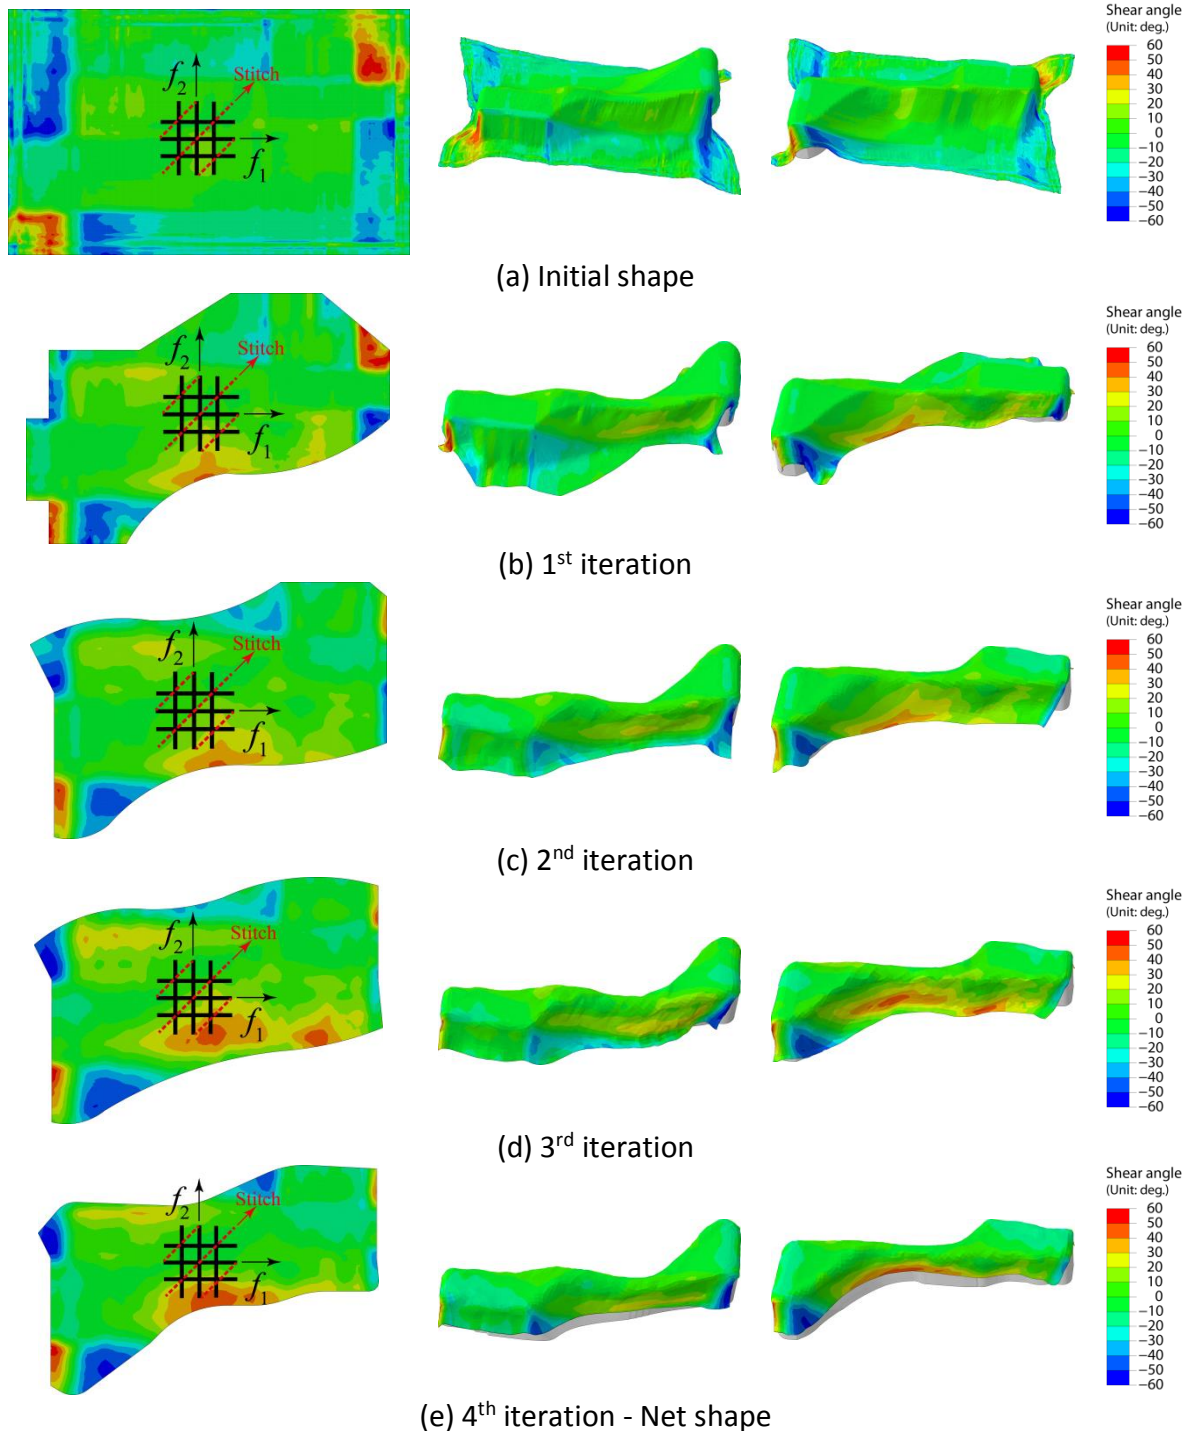 Shear angle
(Unit: deg.)
60
50
40
30
20
10
0
−10
−20
−30
−40
−50
−60
f2
Stitch
f1
(a) Initial shape
Shear angle
(Unit: deg.)
60
50
40
30
20
10
0
−10
−20
−30
−40
−50
−60
f2
Stitch
f1
(b) 1st iteration
Shear angle
(Unit: deg.)
60
50
40
30
20
10
0
−10
−20
−30
−40
−50
−60
f2
Stitch
f1
(c) 2nd iteration
Shear angle
(Unit: deg.)
60
50
40
30
20
10
0
−10
−20
−30
−40
−50
−60
f2
Stitch
f1
(d) 3rd iteration
Shear angle
(Unit: deg.)
60
50
40
30
20
10
0
−10
−20
−30
−40
−50
−60
f2
Stitch
f1
(e) 4th iteration - Net shape